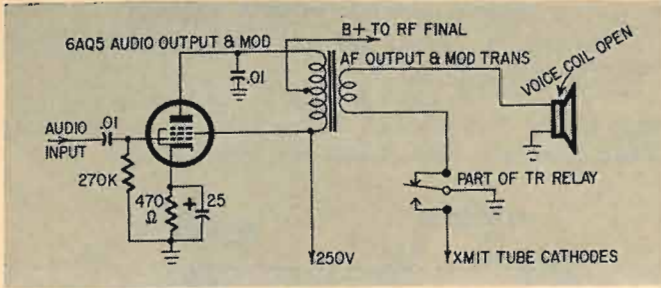 B+ TO RF FINAL
6AQ5 AUDIO OUTPUT & MOD
AF OUTPUT & MOD TRANS
VOICE COIL OPEN
.01
AUDIO
INPUT
.01
270K
470
Ω
+
25
PART OF TR RELAY
250V
XMIT TUBE CATHODES